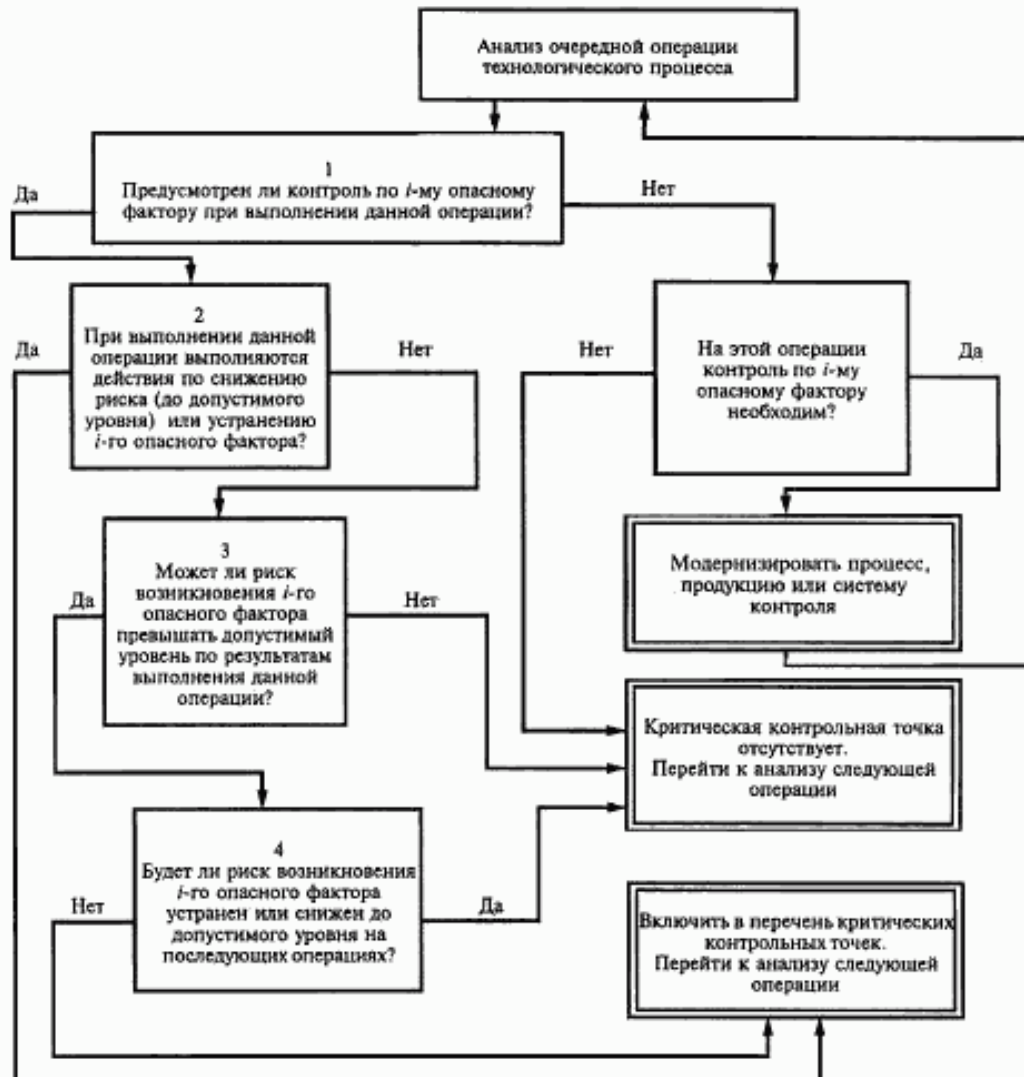 Анализ очередной операции
технологического процесса
1
Предусмотрен ли контроль по i-му опасному
фактору при выполнении данной операции?
Да
Нет
2
При выполнении данной
операции выполняются
действия по снижению
риска (до допустимого
уровня) или устранению
i-го опасного фактора?
Да
Нет
На этой операции
контроль по i-му
опасному фактору
необходим?
Нет
Да
3
Может ли риск
возникновения i-го
опасного фактора
превышать допустимый
уровень по результатам
выполнения данной
операции?
Да
Нет
Модернизировать процесс,
продукцию или систему
контроля
Критическая контрольная точка
отсутствует.
Перейти к анализу следующей
операции
4
Будет ли риск возникновения
i-го опасного фактора
устранен или снижен до
допустимого уровня на
последующих операциях?
Нет
Да
Включить в перечень критических
контрольных точек.
Перейти к анализу следующей
операции